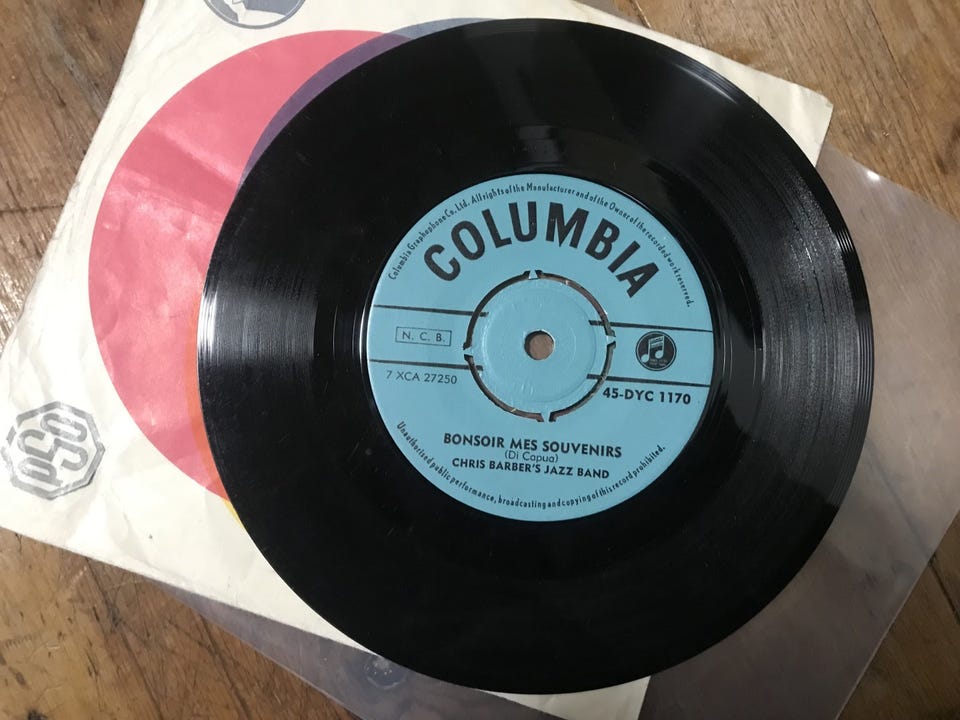 Columbia Graphophone Co. Ltd. All rights of the Manufacturer and of the Owner of the recorded work reserved.
COLUMBIA
N. C. B.
7 XCA 27250
45-DYC 1170
BONSOIR MES SOUVENIRS
(Di Capua)
CHRIS BARBER'S JAZZ BAND
Unauthorised public performance, broadcasting and copying of this record prohibited.
OSd